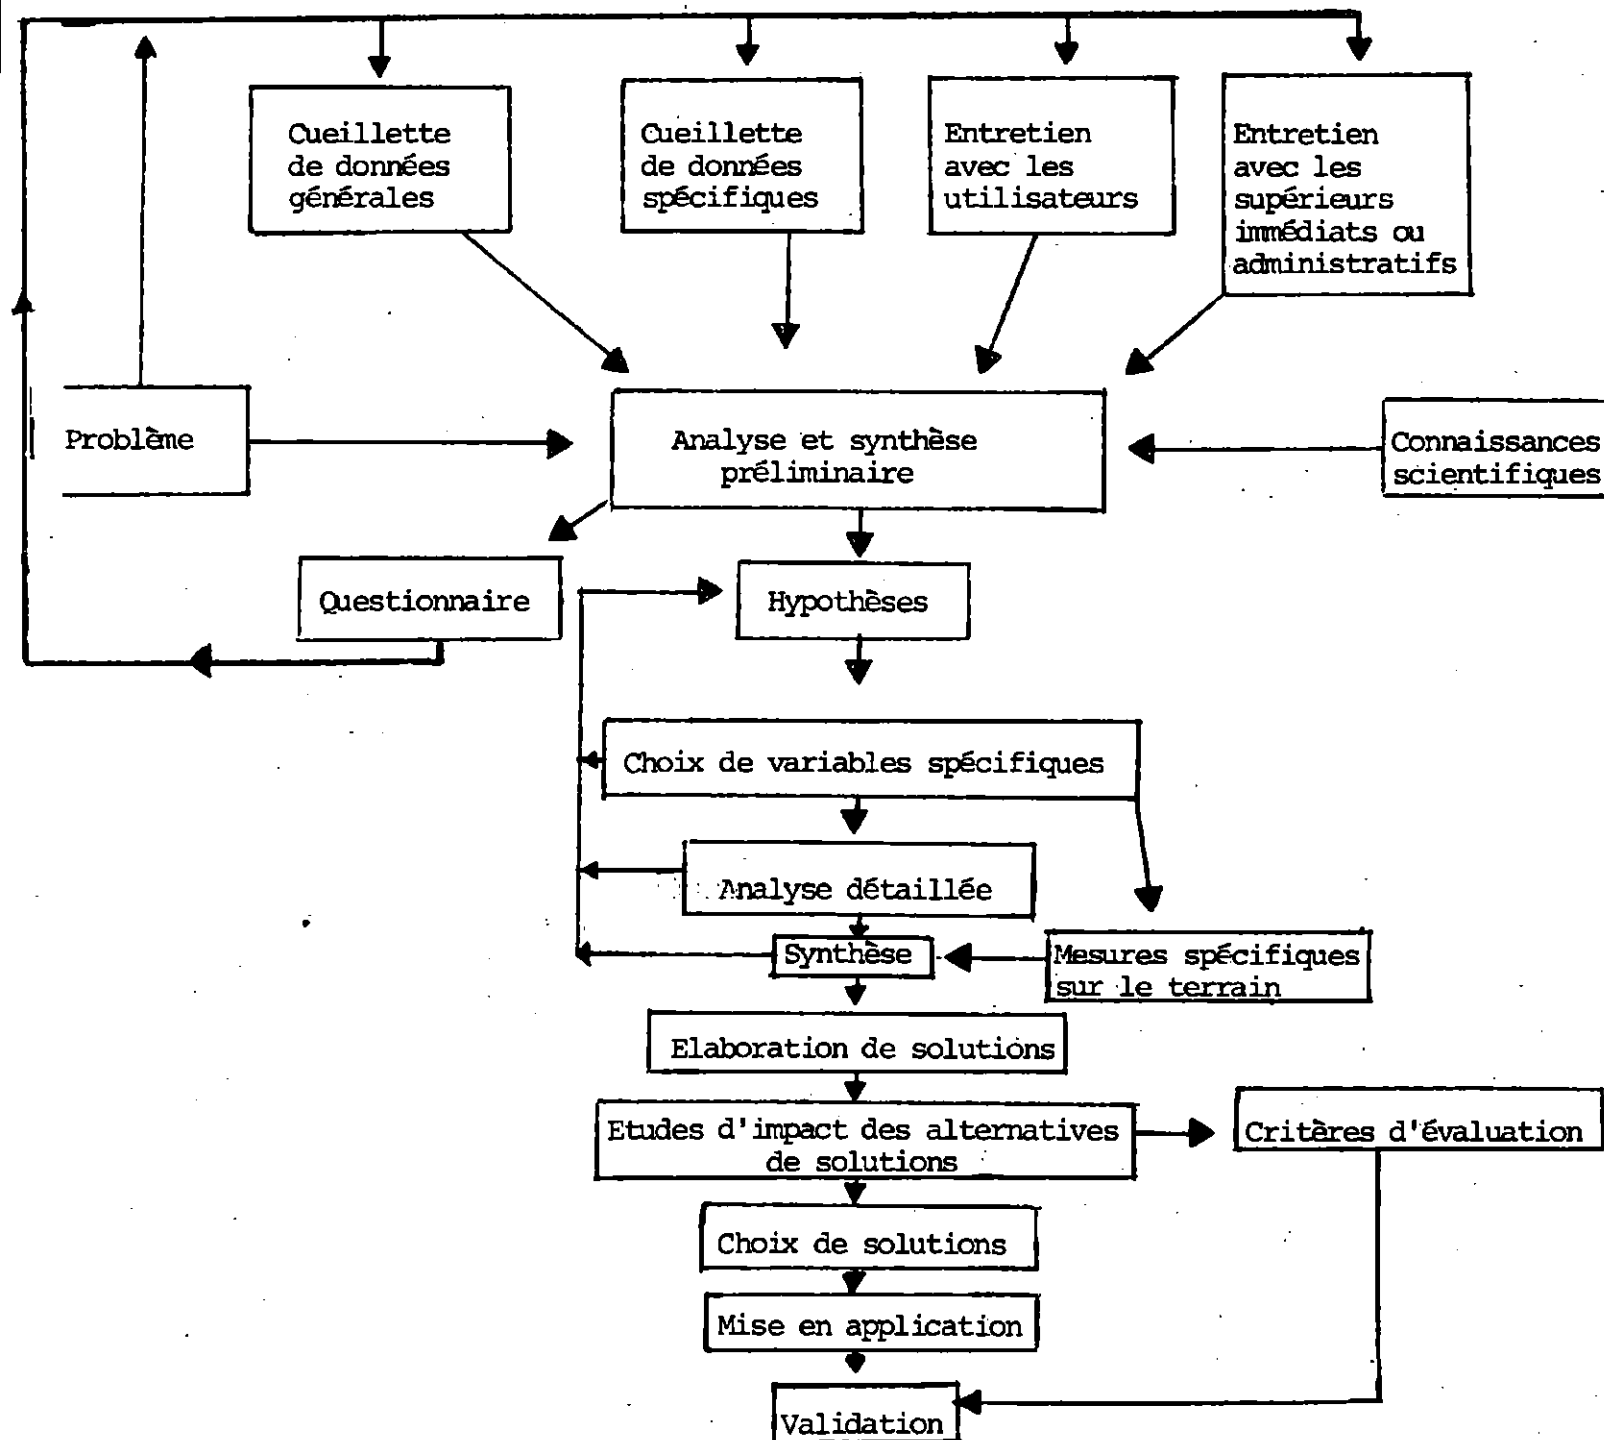 Cueillette
de données
générales
Cueillette
de données
spécifiques
Entretien
avec les
utilisateurs
Entretien
avec les
supérieurs
immédiats ou
administratifs
Problème
Analyse et synthèse
préliminaire
Connaissances
scientifiques
Questionnaire
Hypothèses
Choix de variables spécifiques
Analyse détaillée
Synthèse
Mesures spécifiques
sur le terrain
Elaboration de solutions
Etudes d'impact des alternatives
de solutions
Critères d'évaluation
Choix de solutions
Mise en application
Validation